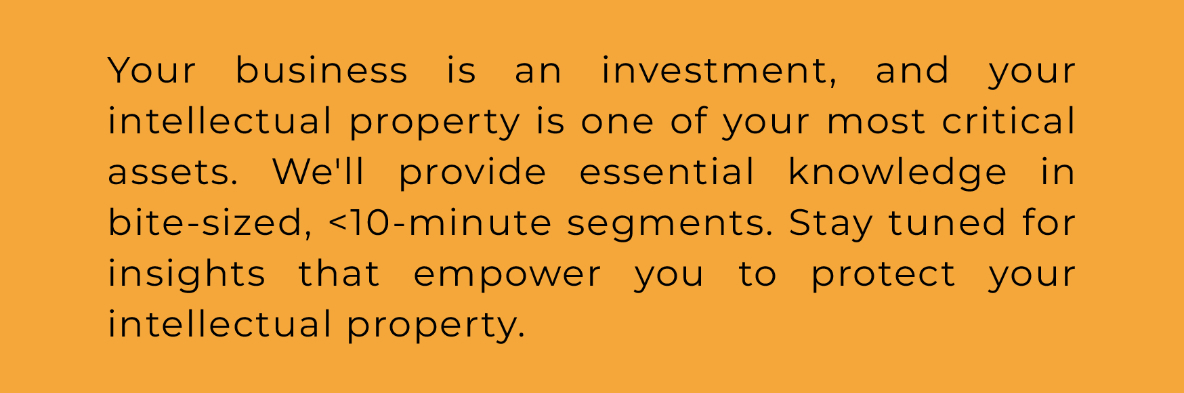 Your business is an investment, and your
intellectual property is one of your most critical
assets. We'll provide essential knowledge in
bite-sized, <10-minute segments. Stay tuned for
insights that empower you to protect your
intellectual property.